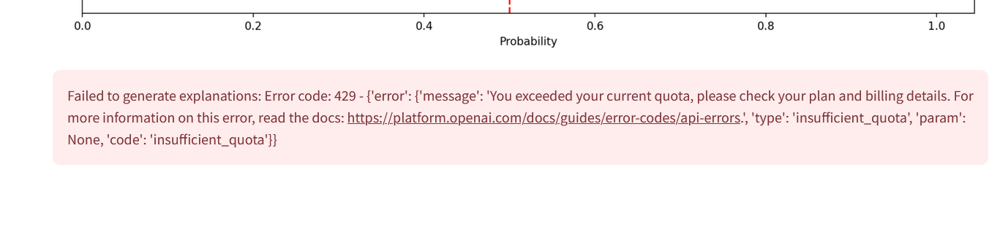 0.0 0.2 0.4 0.6 0.8 1.0
Probability
Failed to generate explanations: Error code: 429 - {'error': {'message': 'You exceeded your current quota, please check your plan and billing details. For
more information on this error, read the docs: https://platform.openai.com/docs/guides/error-codes/api-errors.', 'type': 'insufficient_quota', 'param':
None, 'code': 'insufficient_quota'}}